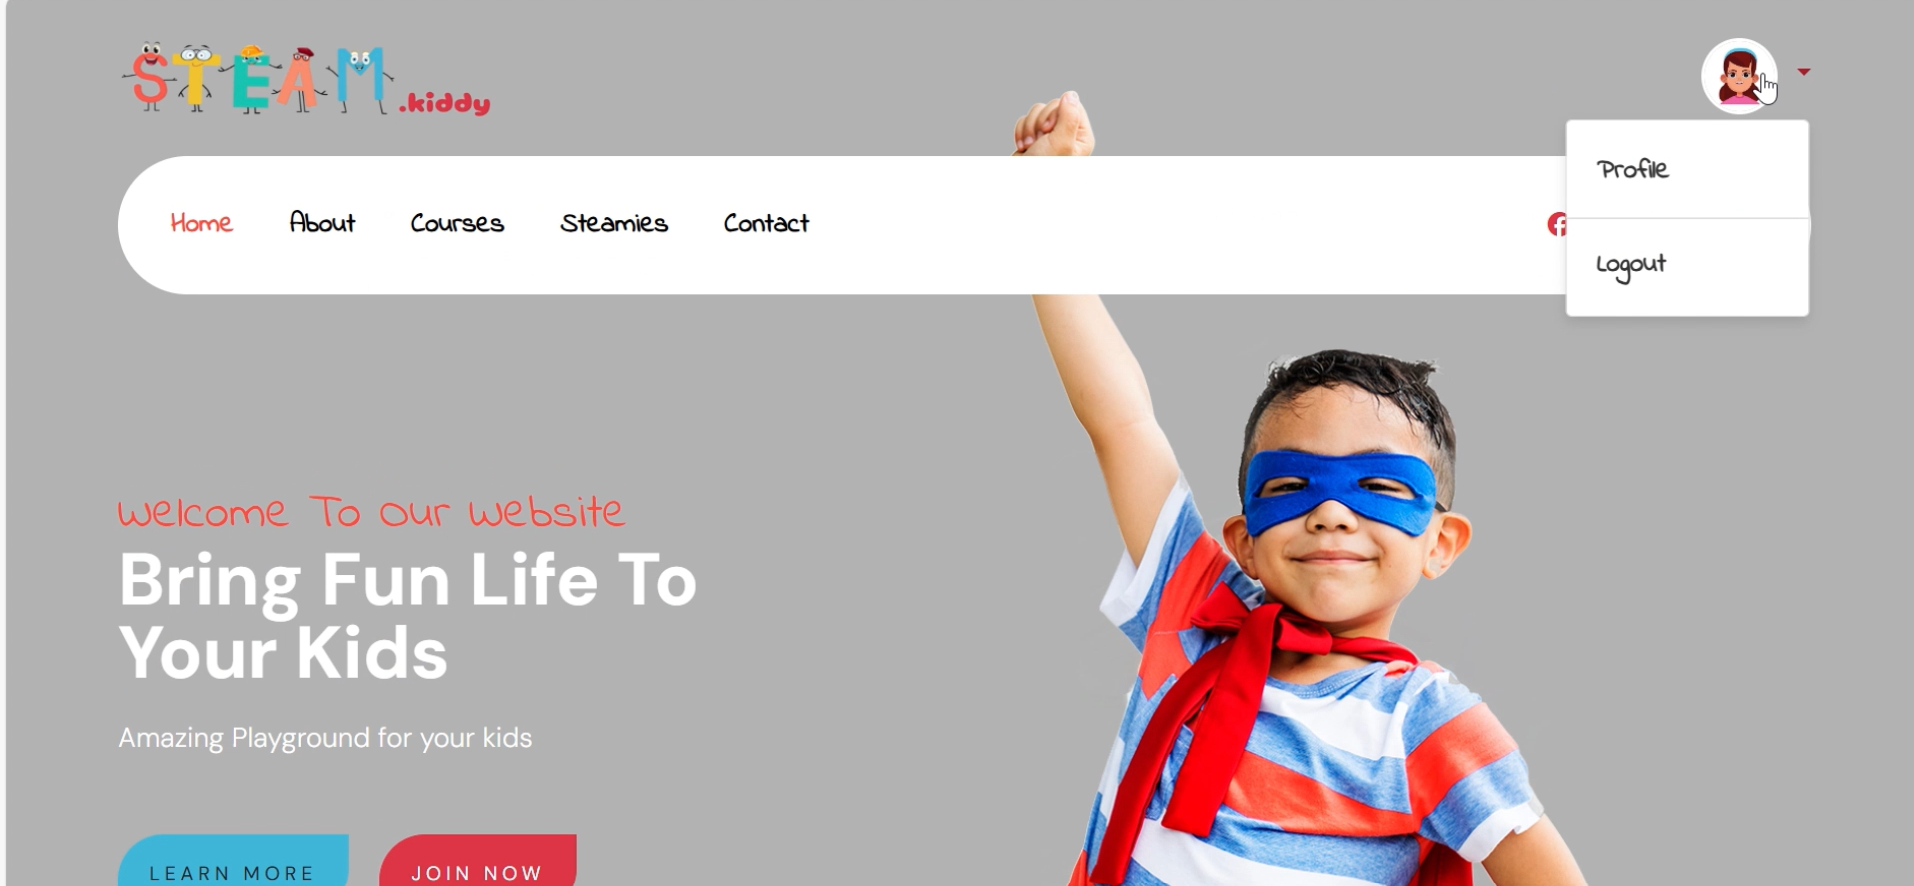 STEAM.kiddy
Profile
Home About Courses Steamies Contact
Logout
Welcome To Our Website
Bring Fun Life To
Your Kids
Amazing Playground for your kids
LEARN MORE JOIN NOW